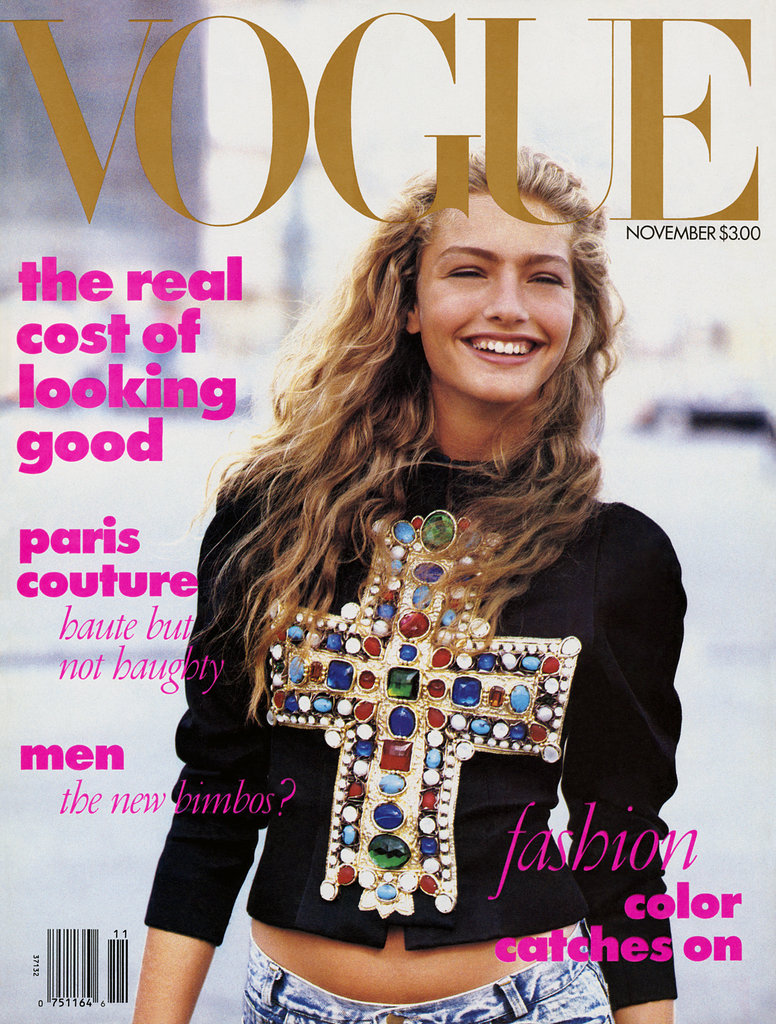 VOGUE
NOVEMBER $3.00
the real
cost of
looking
good
paris
couture
haute but
not haughty
men
the new bimbos?
fashion
color
catches on
11
37132
0 751164 6